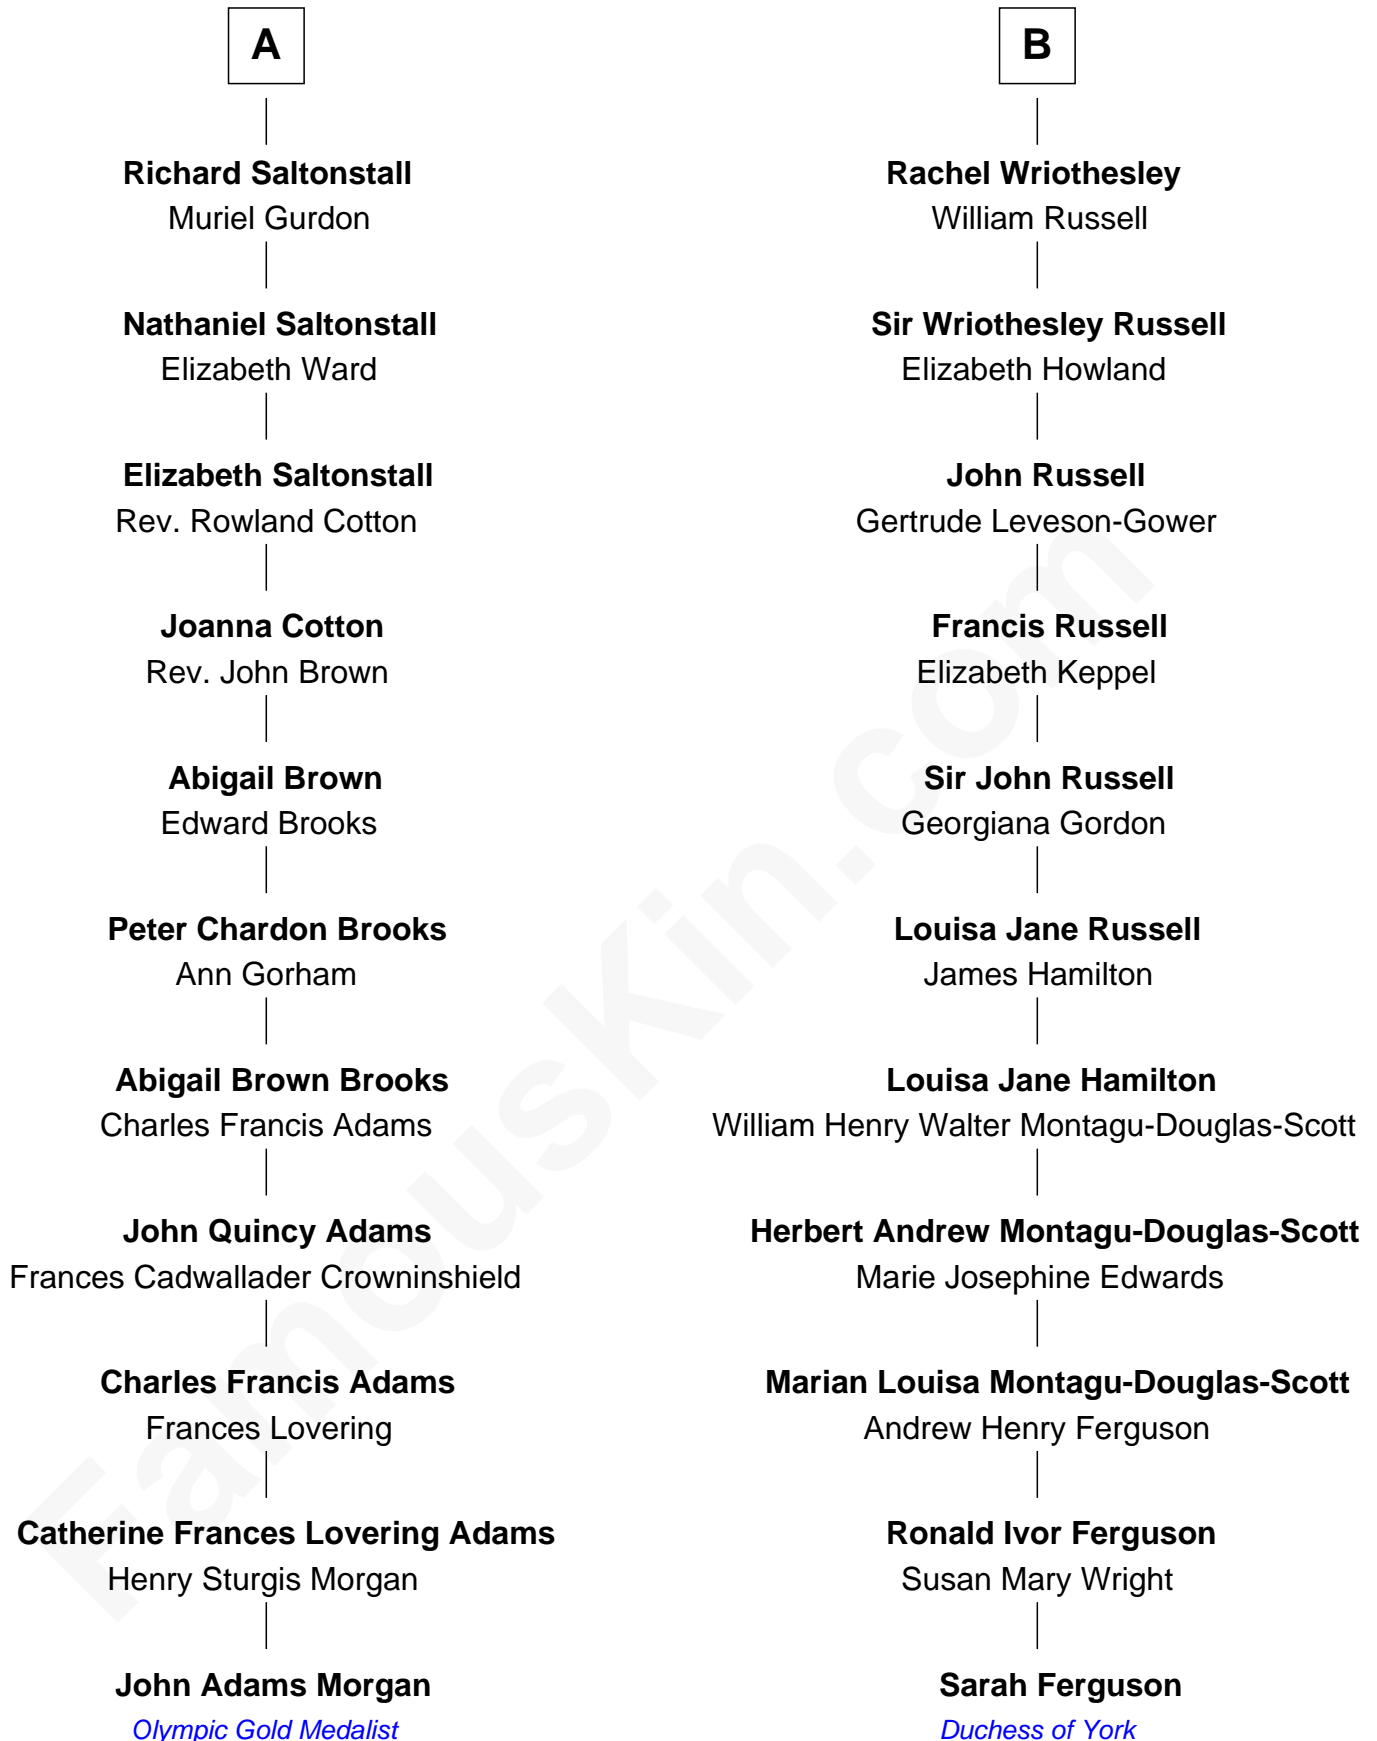 A
Richard Saltonstall
Muriel Gurdon
Nathaniel Saltonstall
Elizabeth Ward
Elizabeth Saltonstall
Rev. Rowland Cotton
Joanna Cotton
Rev. John Brown
Abigail Brown
Edward Brooks
Peter Chardon Brooks
Ann Gorham
Abigail Brown Brooks
Charles Francis Adams
John Quincy Adams
Frances Cadwallader Crowninshield
Charles Francis Adams
Frances Lovering
Catherine Frances Lovering Adams
Henry Sturgis Morgan
John Adams Morgan
Olympic Gold Medalist
B
Rachel Wriothesley
William Russell
Sir Wriothesley Russell
Elizabeth Howland
John Russell
Gertrude Leveson-Gower
Francis Russell
Elizabeth Keppel
Sir John Russell
Georgiana Gordon
Louisa Jane Russell
James Hamilton
Louisa Jane Hamilton
William Henry Walter Montagu-Douglas-Scott
Herbert Andrew Montagu-Douglas-Scott
Marie Josephine Edwards
Marian Louisa Montagu-Douglas-Scott
Andrew Henry Ferguson
Ronald Ivor Ferguson
Susan Mary Wright
Sarah Ferguson
Duchess of York
FamousKin.com